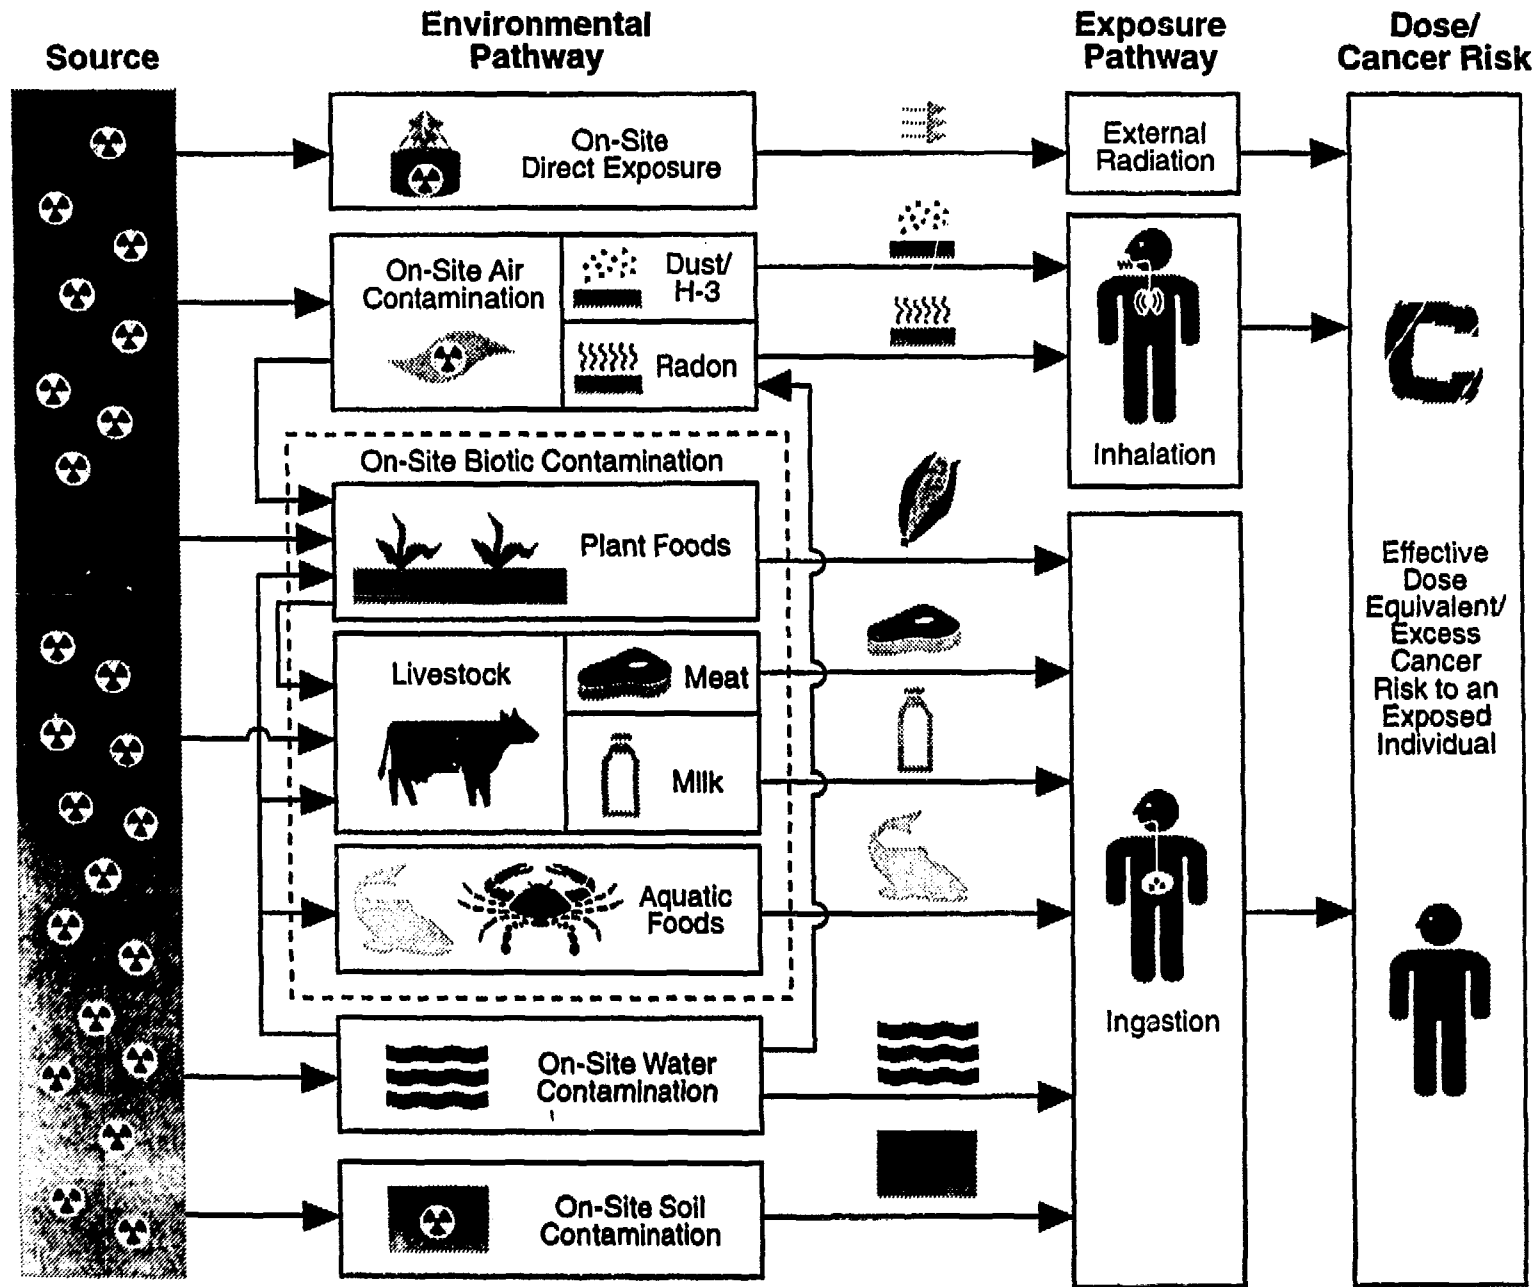 Source
Environmental
Pathway
Exposure
Pathway
Dose/
Cancer Risk
On-Site
Direct Exposure
External
Radiation
On-Site Air
Contamination
Dust/
H-3
Radon
Inhalation
On-Site Biotic Contamination
Plant Foods
Livestock
Meat
Milk
Aquatic
Foods
On-Site Water
Contamination
On-Site Soil
Contamination
Ingestion
Effective
Dose
Equivalent/
Excess
Cancer
Risk to an
Exposed
Individual